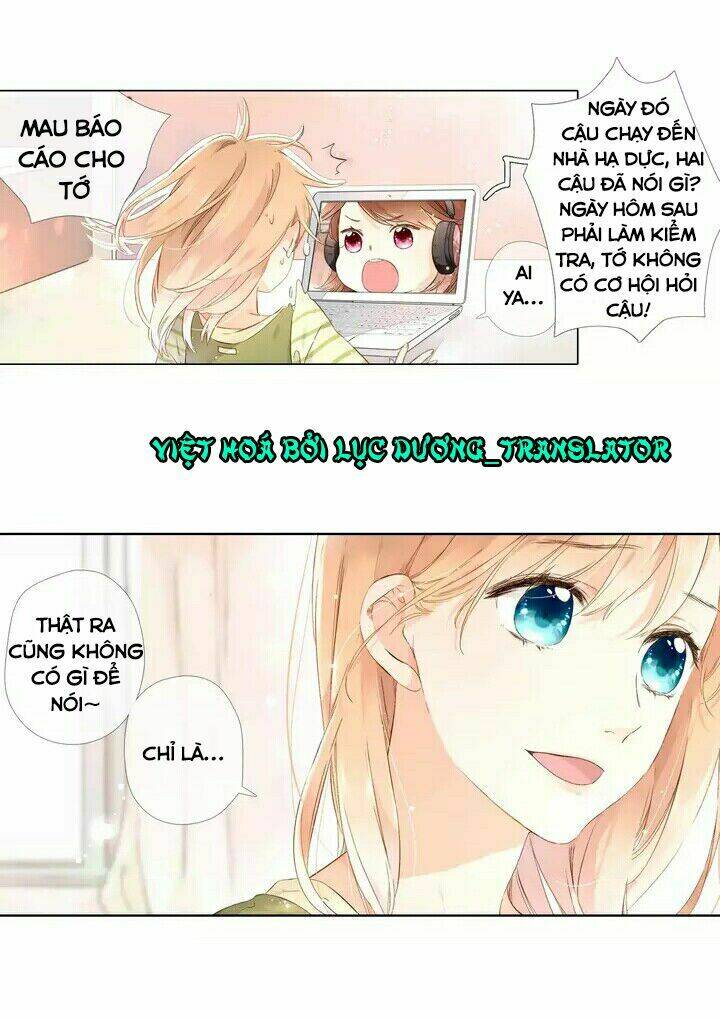 MAU BÁO
CÁO CHO
TỚ
NGÀY ĐÓ
CẬU CHẠY ĐẾN
NHÀ HẠ DỰC, HAI
CẬU ĐÃ NÓI GÌ?
NGÀY HÔM SAU
PHẢI LÀM KIỂM
TRA, TỚ KHÔNG
CÓ CƠ HỘI HỎI
CẬU!
AI
YA...
VIỆT HOÁ BỞI LỤC DƯƠNG_TRANSLATOR
THẬT RA
CŨNG KHÔNG
CÓ GÌ ĐỂ
NÓI~
CHỈ LÀ...